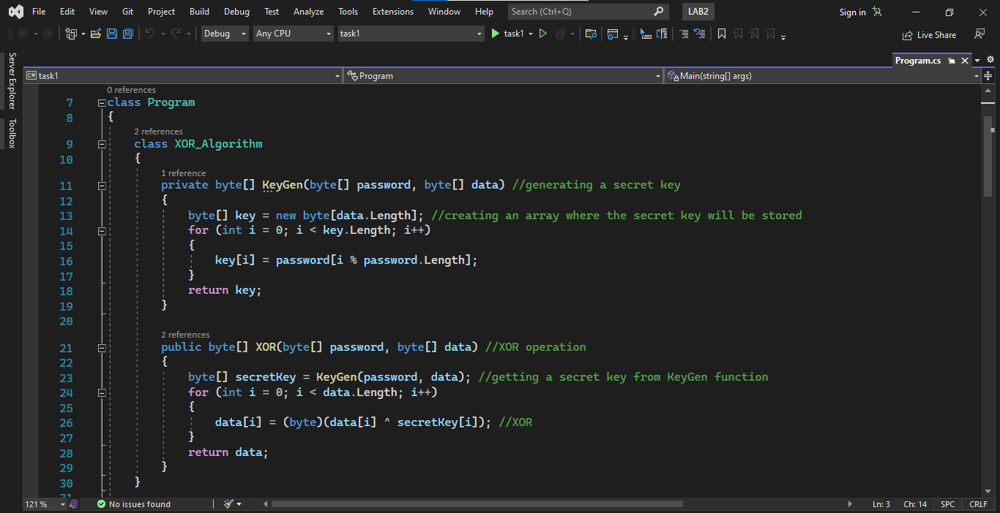 File Edit View Git Project Build Debug Test Analyze Tools Extensions Window Help Search (Ctrl+Q) LAB2 Sign in
Debug Any CPU task1 task1 Live Share
Server Explorer
Toolbox
Program.cs
C# task1 Program Main(string[] args)
0 references
7 class Program
8 {
2 references
9 class XOR_Algorithm
10 {
1 reference
11 private byte[] KeyGen(byte[] password, byte[] data) //generating a secret key
12 {
13 byte[] key = new byte[data.Length]; //creating an array where the secret key will be stored
14 for (int i = 0; i < key.Length; i++)
15 {
16 key[i] = password[i % password.Length];
17 }
18 return key;
19 }
20
2 references
21 public byte[] XOR(byte[] password, byte[] data) //XOR operation
22 {
23 byte[] secretKey = KeyGen(password, data); //getting a secret key from KeyGen function
24 for (int i = 0; i < data.Length; i++)
25 {
26 data[i] = (byte)(data[i] ^ secretKey[i]); //XOR
27 }
28 return data;
29 }
30 }
31
121 % No issues found Ln: 3 Ch: 14 SPC CRLF